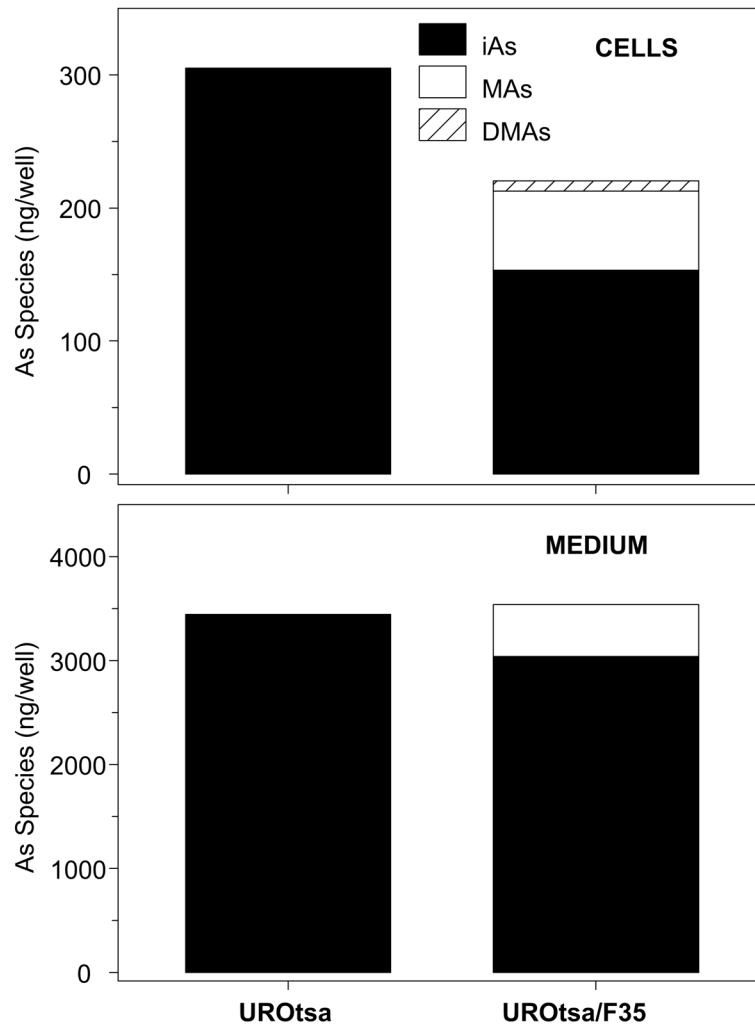 iAs
CELLS
MAs
DMAs
As Species (ng/well)
300
200
100
0
MEDIUM
As Species (ng/well)
4000
3000
2000
1000
0
UROtsa
UROtsa/F35